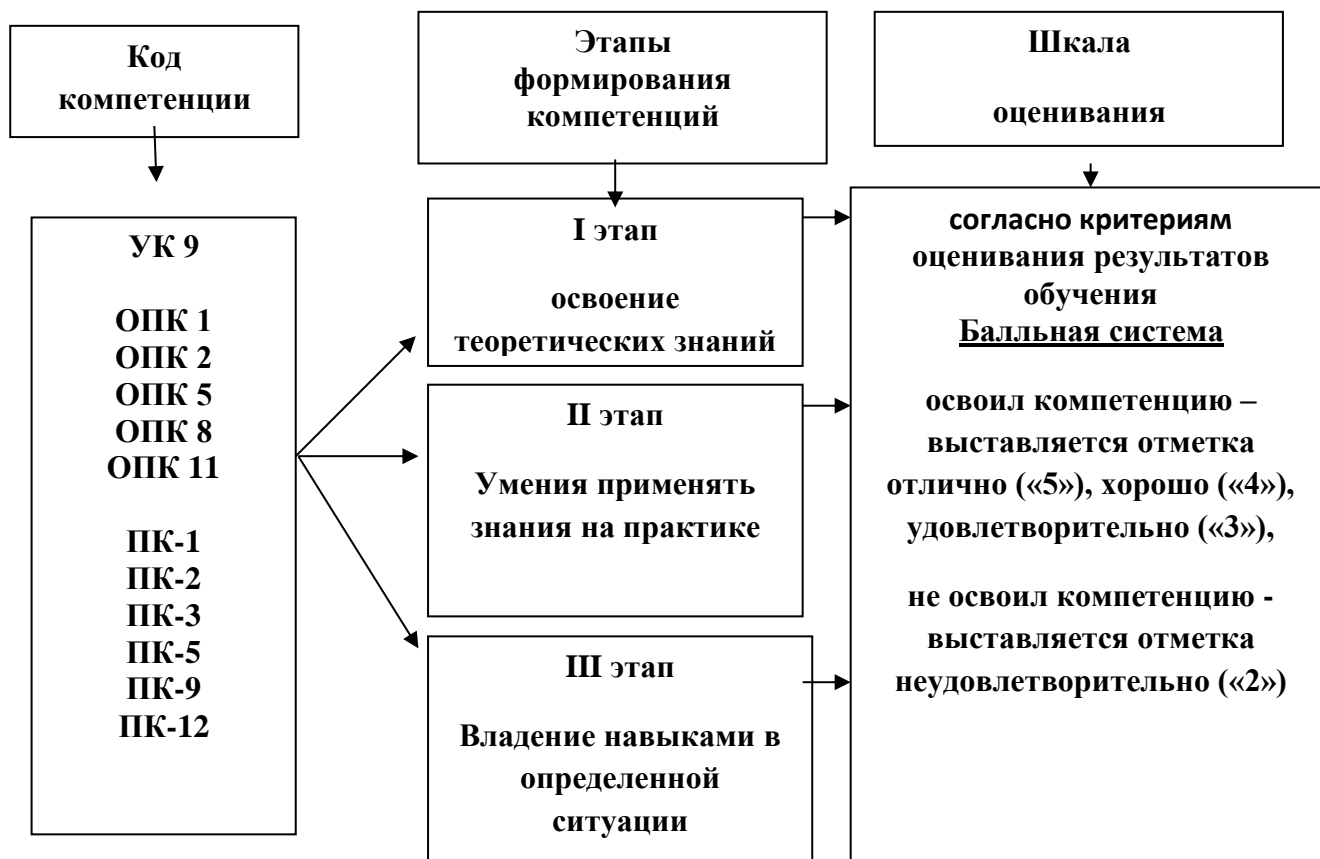 Код
компетенции
Этапы
формирования
компетенций
Шкала
оценивания
УК 9
ОПК 1
ОПК 2
ОПК 5
ОПК 8
ОПК 11
ПК-1
ПК-2
ПК-3
ПК-5
ПК-9
ПК-12
I этап
освоение
теоретических знаний
II этап
Умения применять
знания на практике
III этап
Владение навыками в
определенной
ситуации
согласно критериям
оценивания результатов
обучения
Балльная система
освоил компетенцию –
выставляется отметка
отлично («5»), хорошо («4»),
удовлетворительно («3»),
не освоил компетенцию -
выставляется отметка
неудовлетворительно («2»)